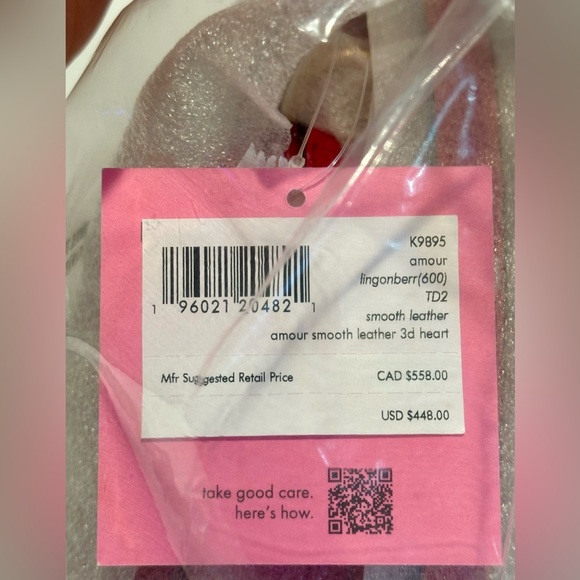 K9895
amour
lingonberr(600)
TD2
smooth leather
amour smooth leather 3d heart
1 96021 20482 1
Mfr Suggested Retail Price CAD $558.00
USD $448.00
take good care.
here's how.